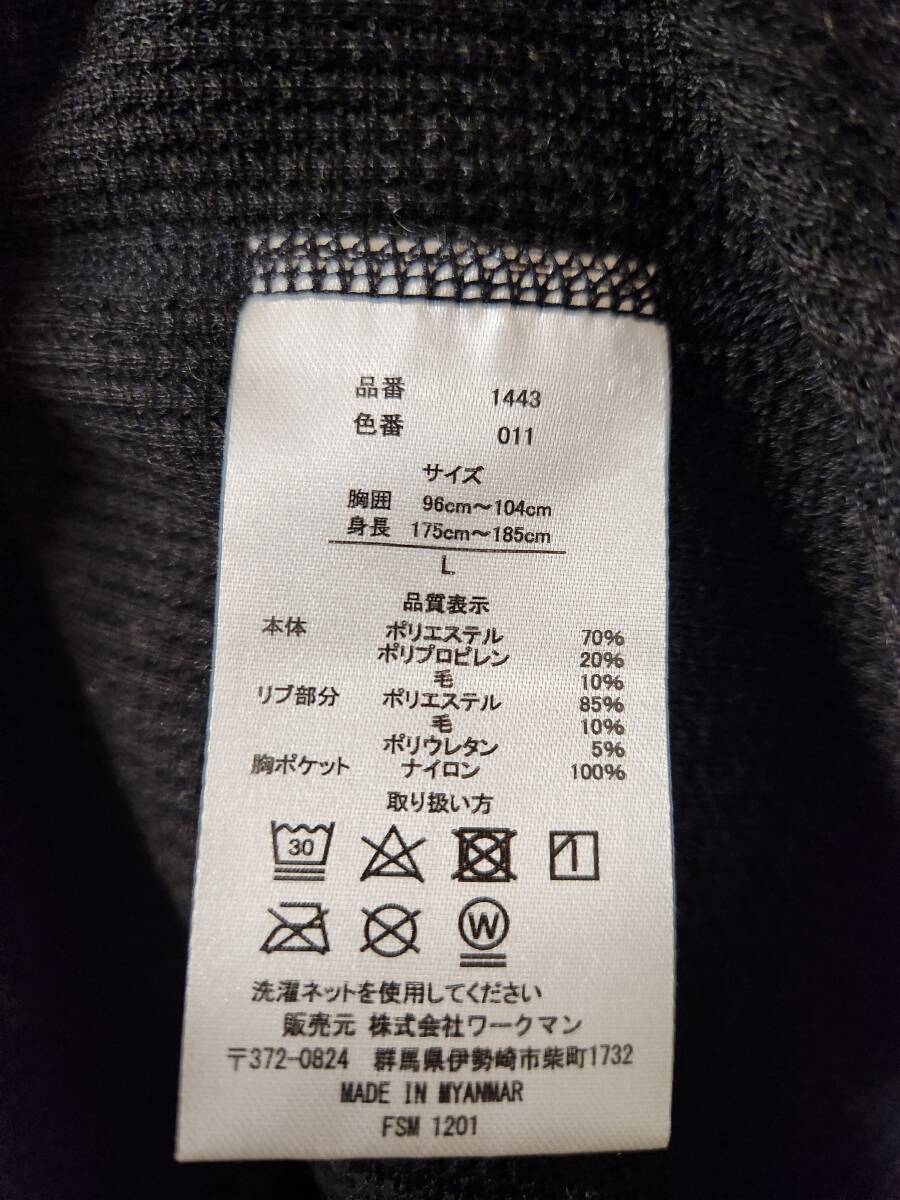 品番 1443
色番 011
サイズ
胸囲 96cm～104cm
身長 175cm～185cm
L
品質表示
本体 ポリエステル 70%
ポリプロピレン 20%
毛 10%
リブ部分 ポリエステル 85%
毛 10%
ポリウレタン 5%
胸ポケット ナイロン 100%
取り扱い方
30
W
洗濯ネットを使用してください
販売元 株式会社ワークマン
〒372-0824 群馬県伊勢崎市柴町1732
MADE IN MYANMAR
FSM 1201